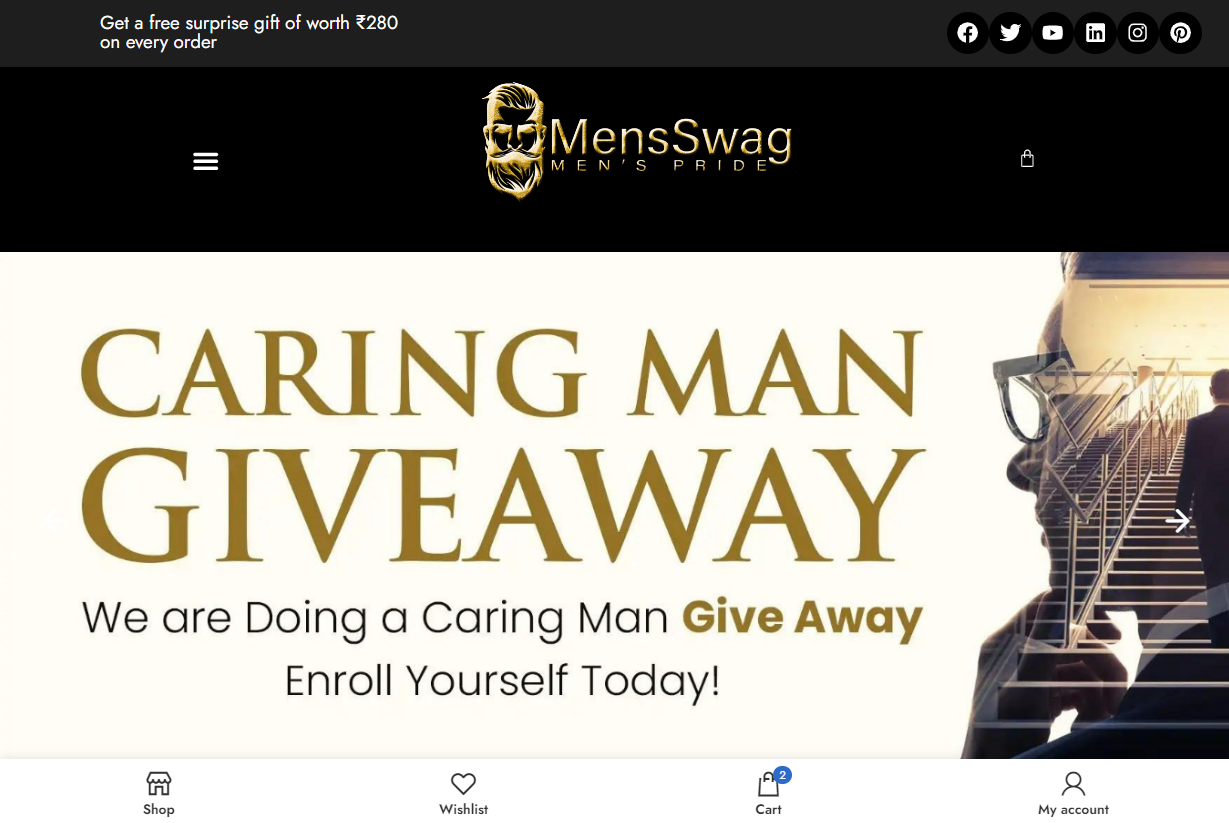 Get a free surprise gift of worth ₹280
on every order
MensSwag
MEN'S PRIDE
CARING MAN
GIVEAWAY
We are Doing a Caring Man Give Away
Enroll Yourself Today!
Shop
Wishlist
2
Cart
My account